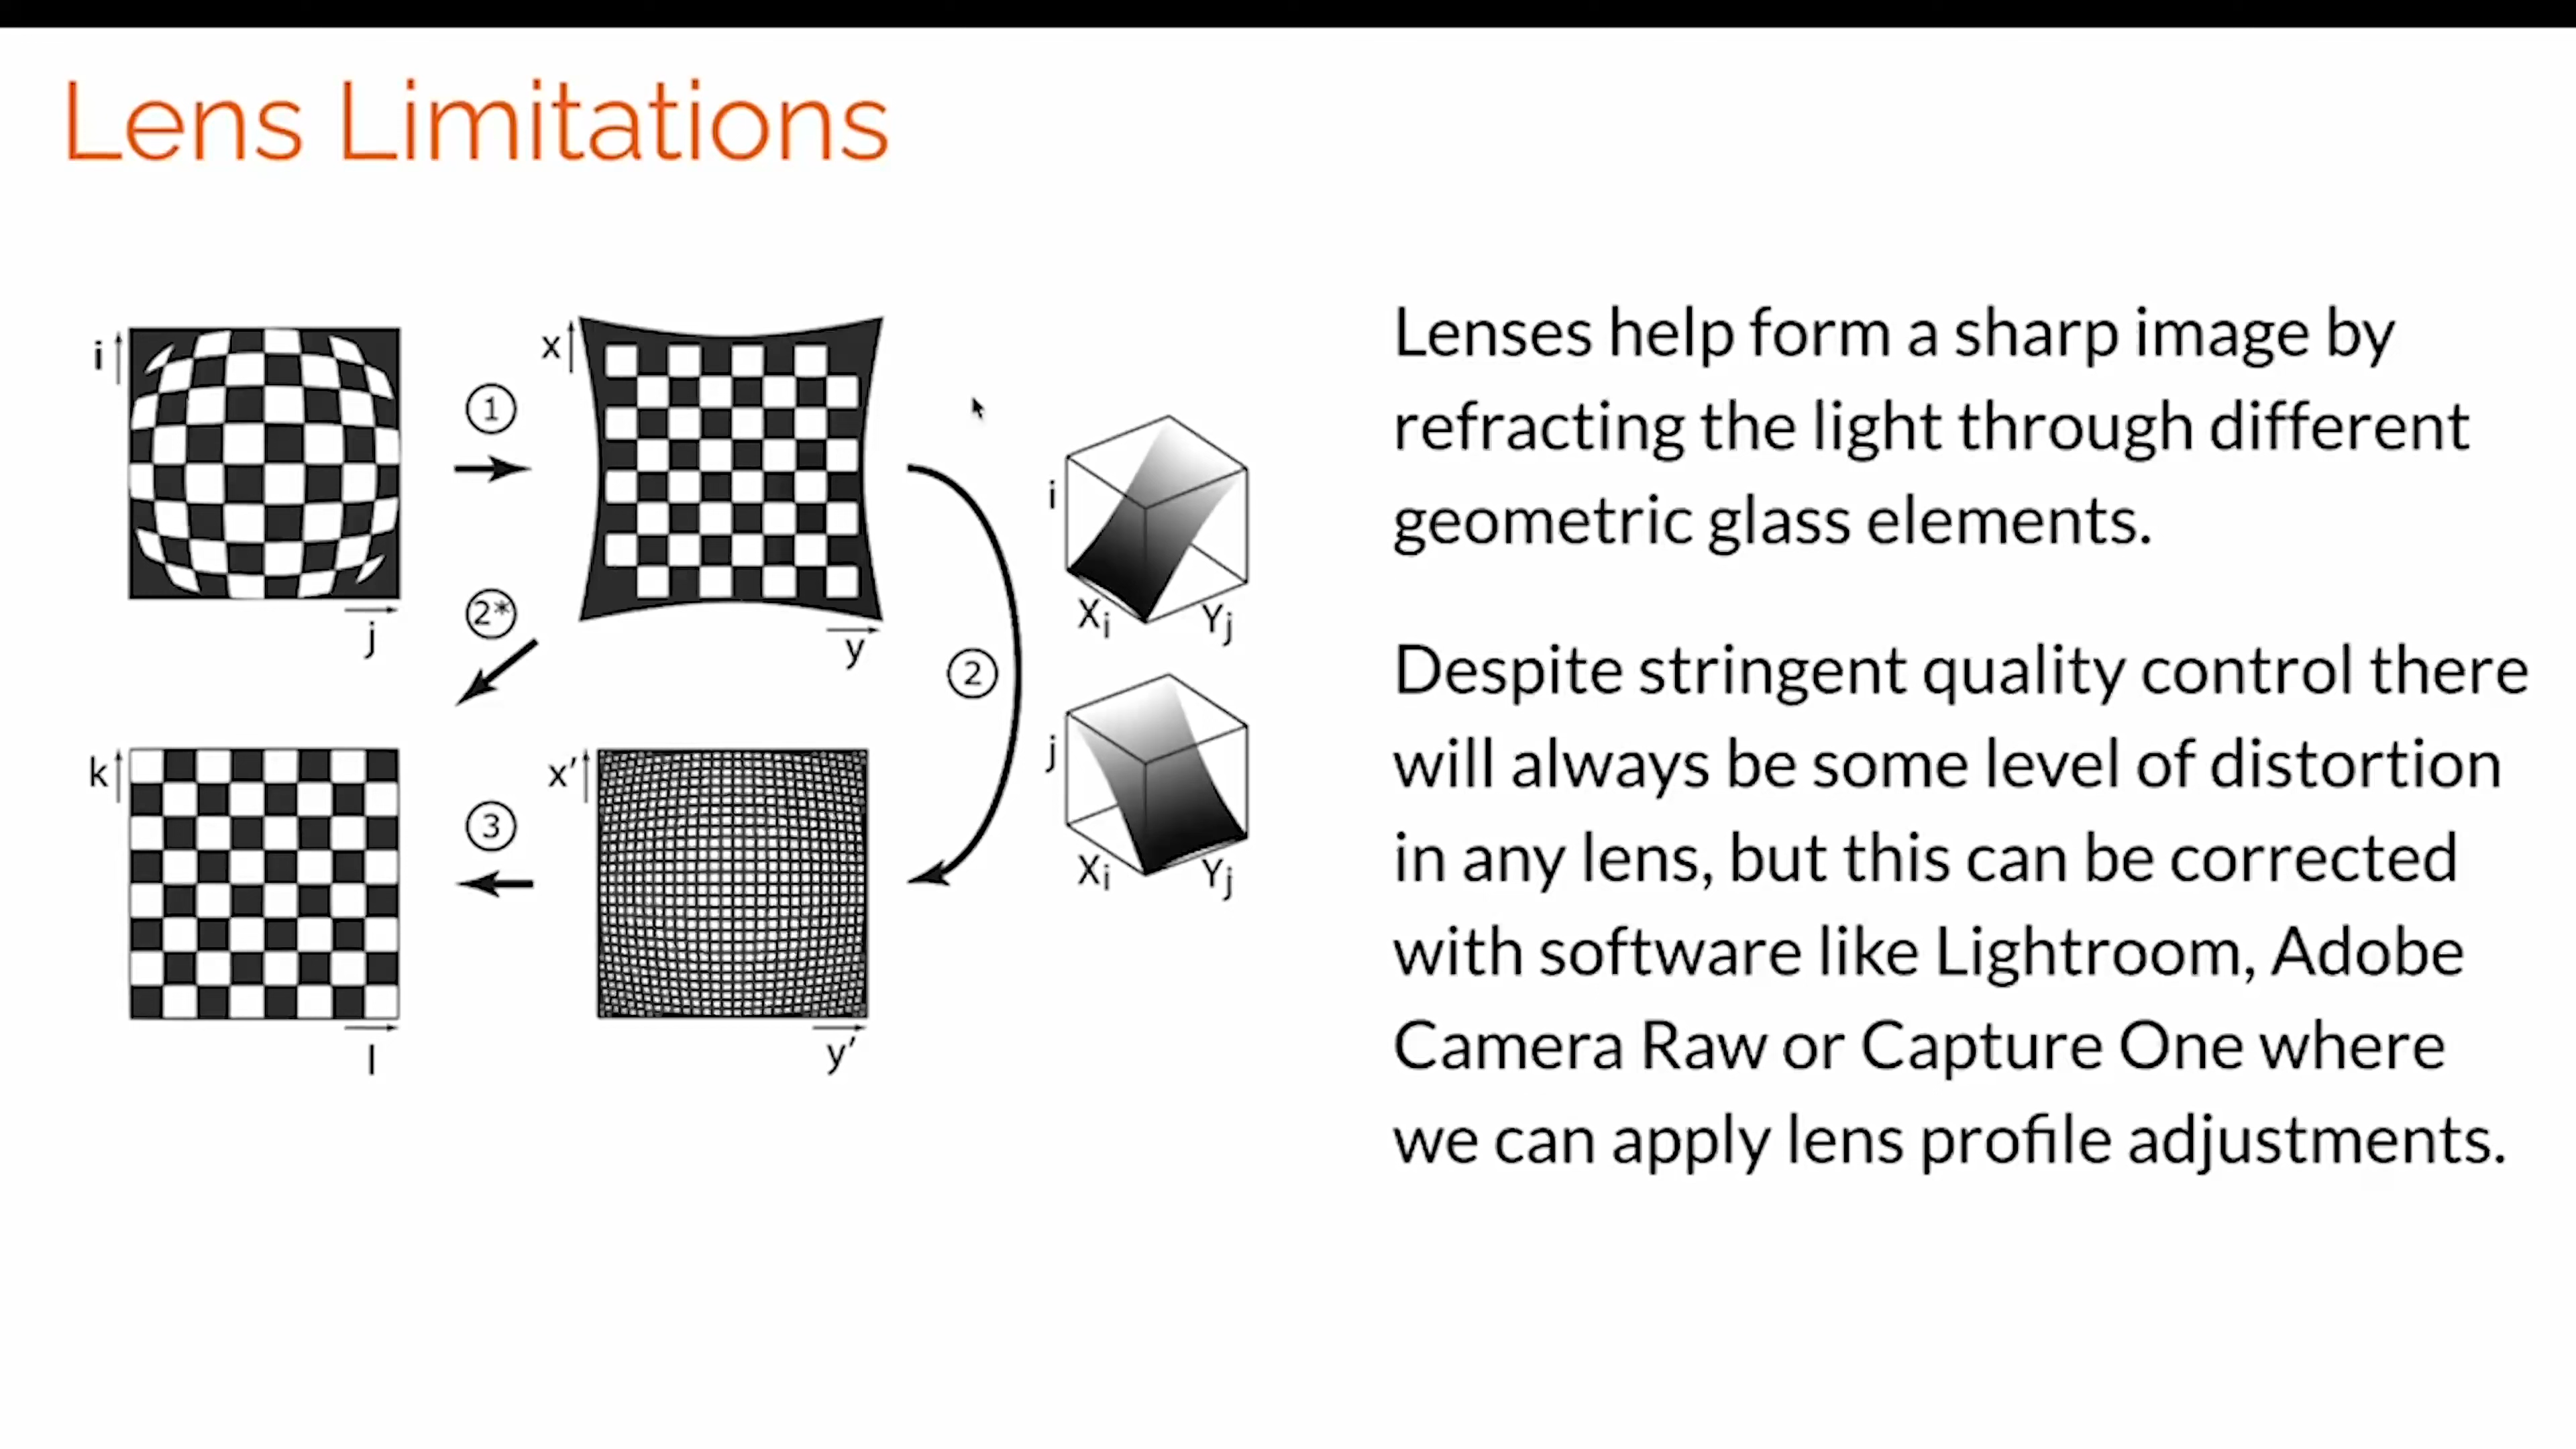 Lens Limitations
i
j
1
x
y
2*
2
i
Xi
Yj
j
Xi
Yj
k
l
3
x'
y'
Lenses help form a sharp image by
refracting the light through different
geometric glass elements.
Despite stringent quality control there
will always be some level of distortion
in any lens, but this can be corrected
with software like Lightroom, Adobe
Camera Raw or Capture One where
we can apply lens profile adjustments.